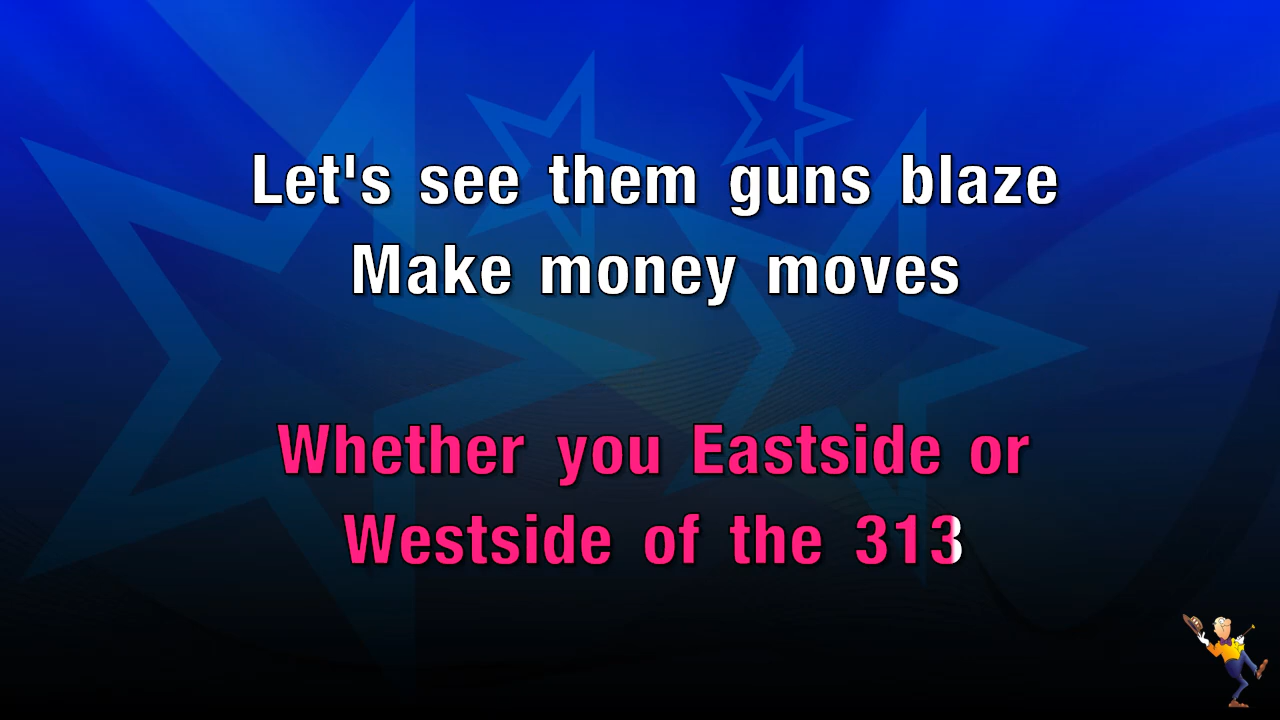 Let's see them guns blaze
Make money moves
Whether you Eastside or
Westside of the 313